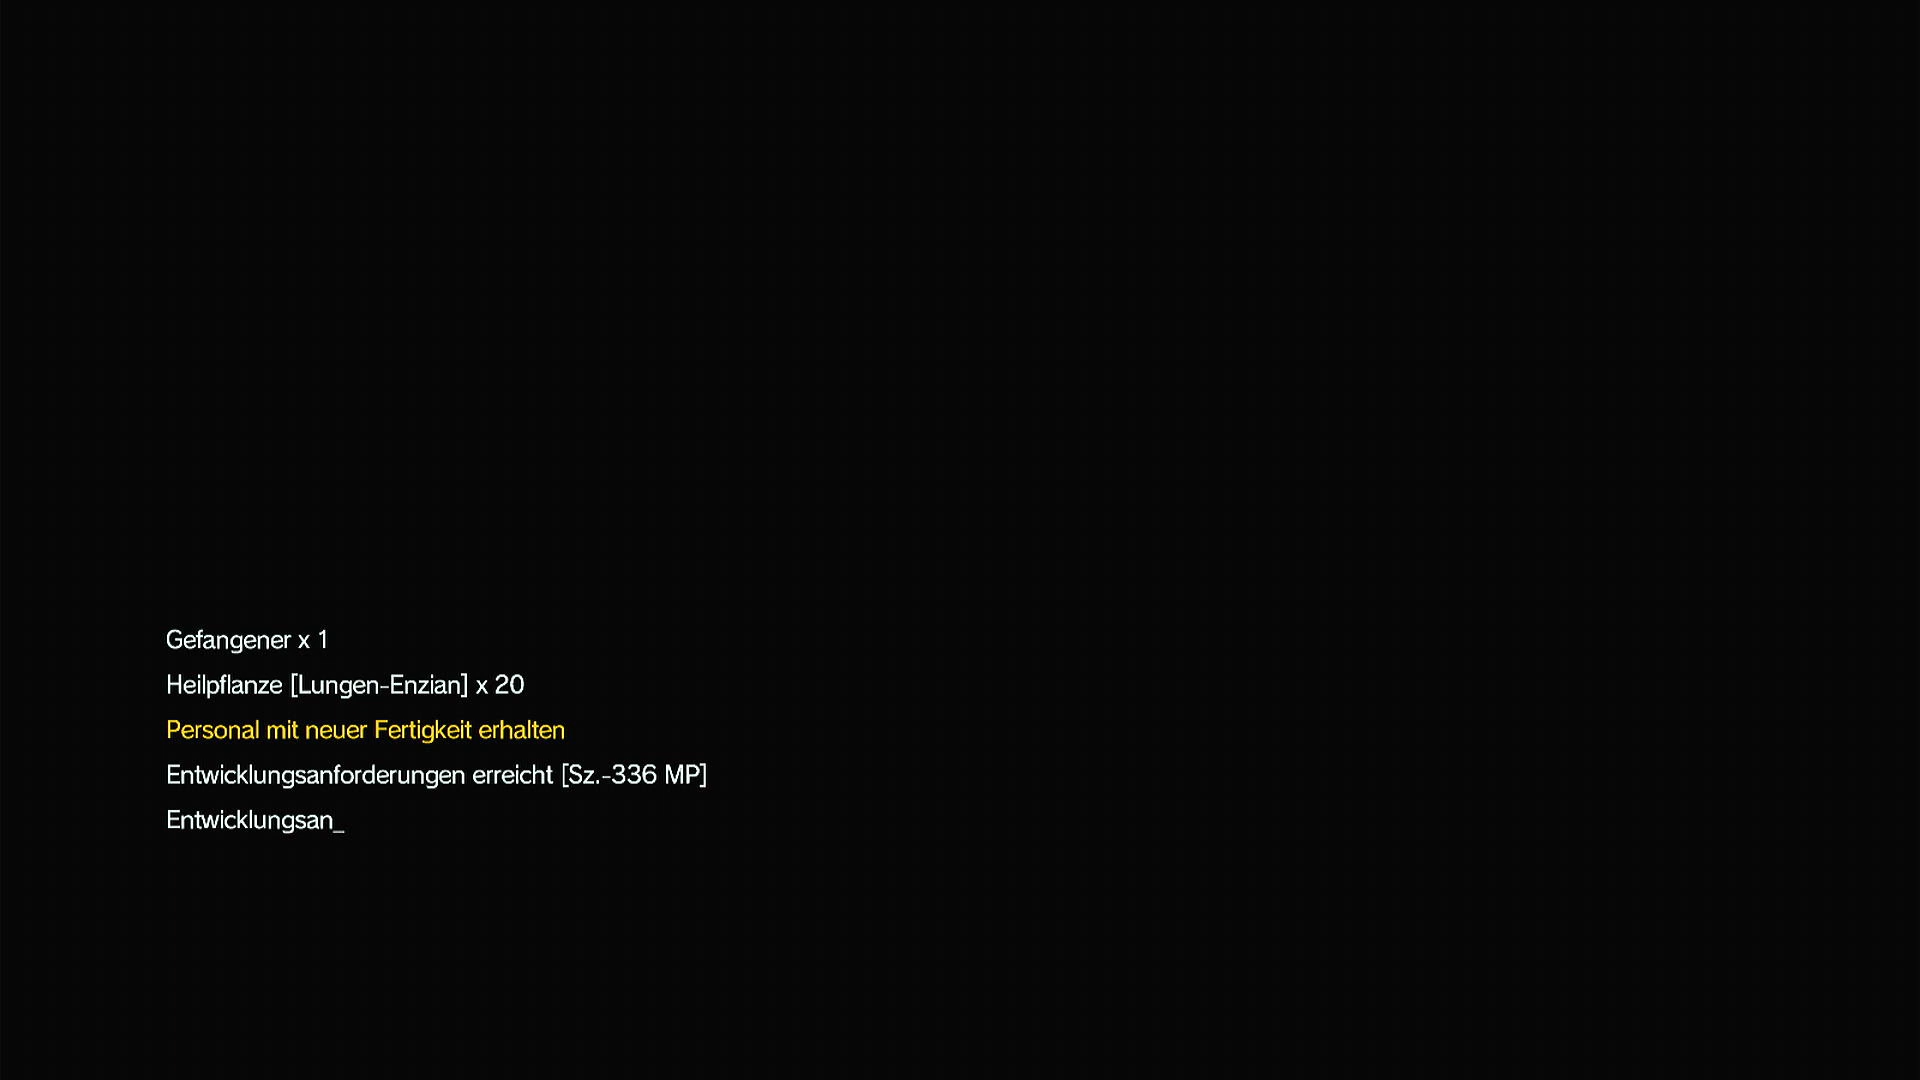 Gefangener x 1
Heilpflanze [Lungen-Enzian] x 20
Personal mit neuer Fertigkeit erhalten
Entwicklungsanforderungen erreicht [Sz.-336 MP]
Entwicklungsan_